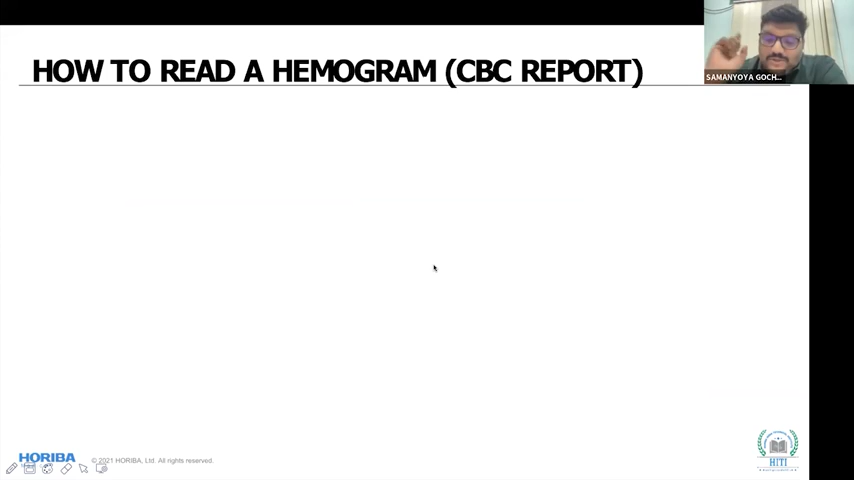 HOW TO READ A HEMOGRAM (CBC REPORT)
SAMANYOYA GOCH...
HORIBA
© 2021 HORIBA, Ltd. All rights reserved.
HITI